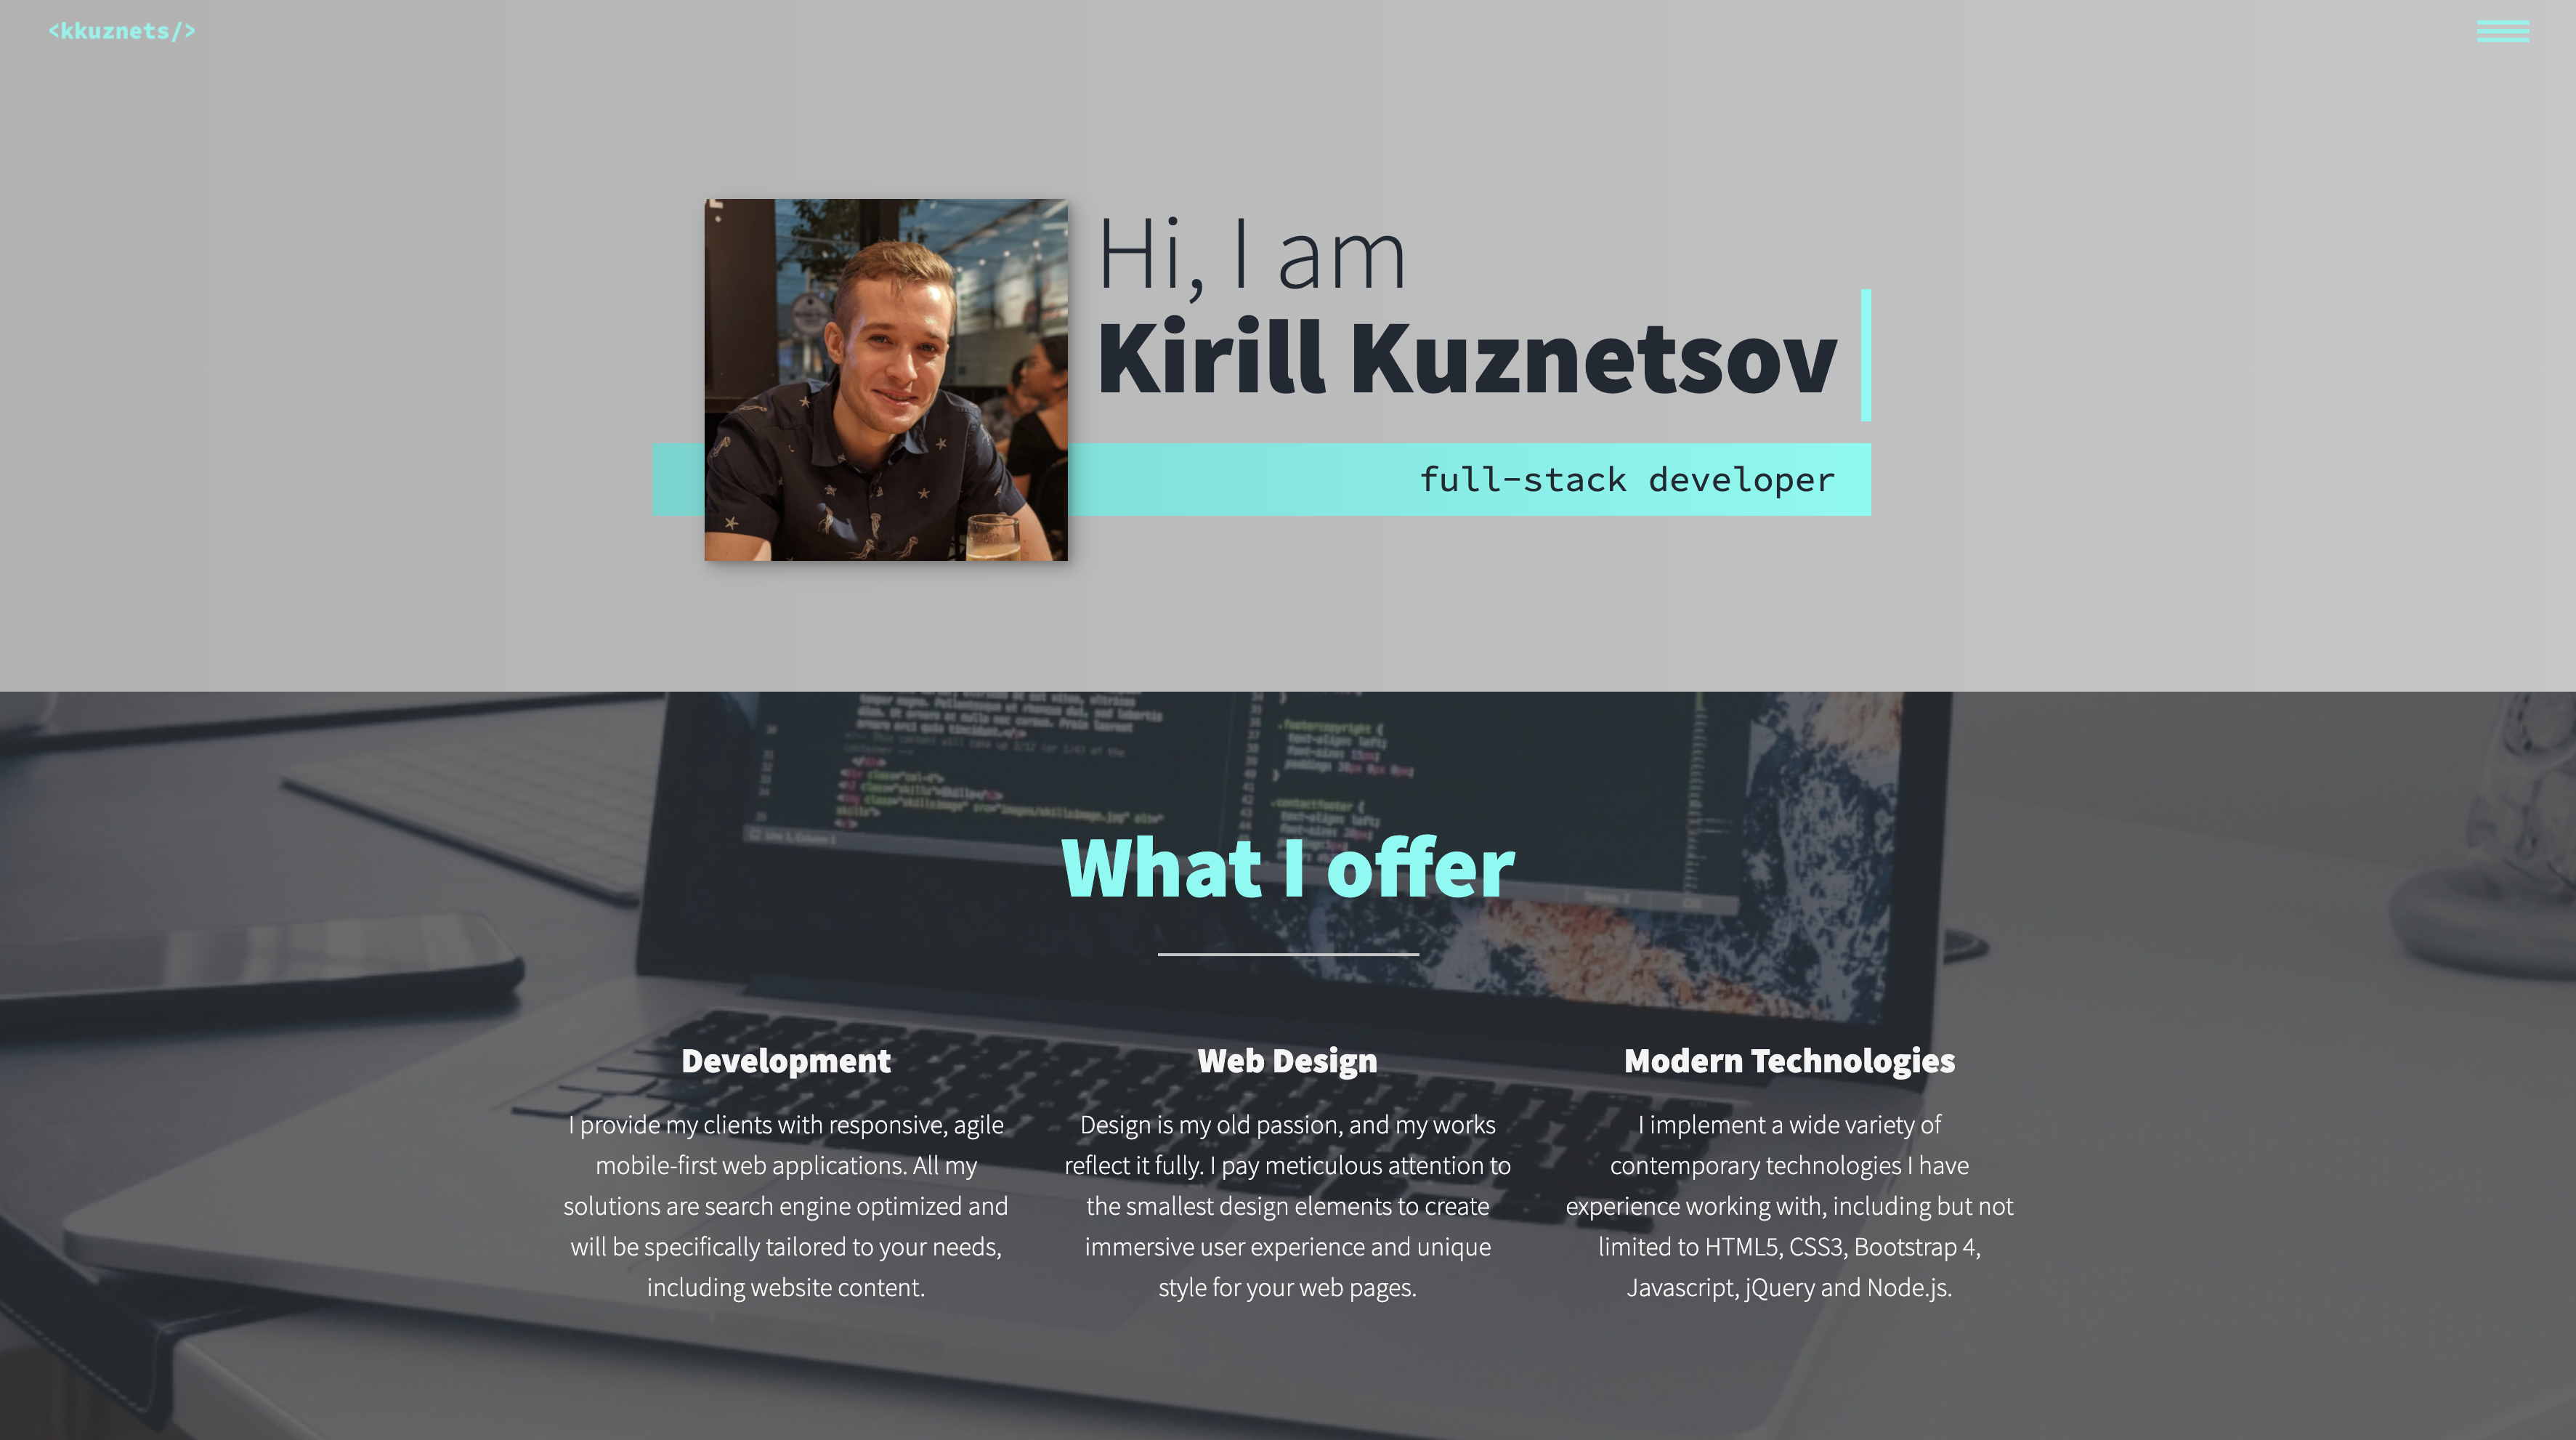 <kkuznets/>
Hi, I am
Kirill Kuznetsov
full-stack developer
What I offer
Development
I provide my clients with responsive, agile
mobile-first web applications. All my
solutions are search engine optimized and
will be specifically tailored to your needs,
including website content.
Web Design
Design is my old passion, and my works
reflect it fully. I pay meticulous attention to
the smallest design elements to create
immersive user experience and unique
style for your web pages.
Modern Technologies
I implement a wide variety of
contemporary technologies I have
experience working with, including but not
limited to HTML5, CSS3, Bootstrap 4,
Javascript, jQuery and Node.js.